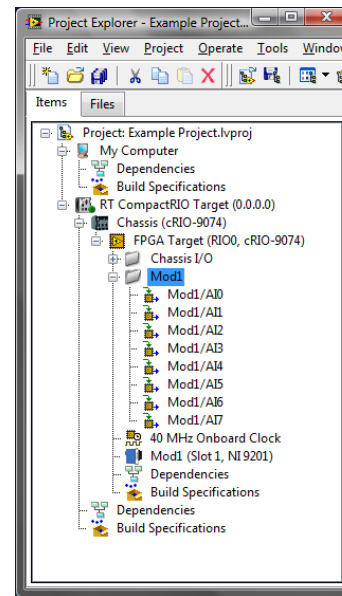 Project Explorer - Example Project...
File Edit View Project Operate Tools
Items Files
Project: Example Project.lvproj
My Computer
Dependencies
Build Specifications
RT CompactRIO Target (0.0.0.0)
Chassis (cRIO-9074)
FPGA Target (RIO0, cRIO-9074)
Chassis I/O
Mod1
Mod1/AI0
Mod1/AI1
Mod1/AI2
Mod1/AI3
Mod1/AI4
Mod1/AI5
Mod1/AI6
Mod1/AI7
40 MHz Onboard Clock
Mod1 (Slot 1, NI 9201)
Dependencies
Build Specifications
Dependencies
Build Specifications